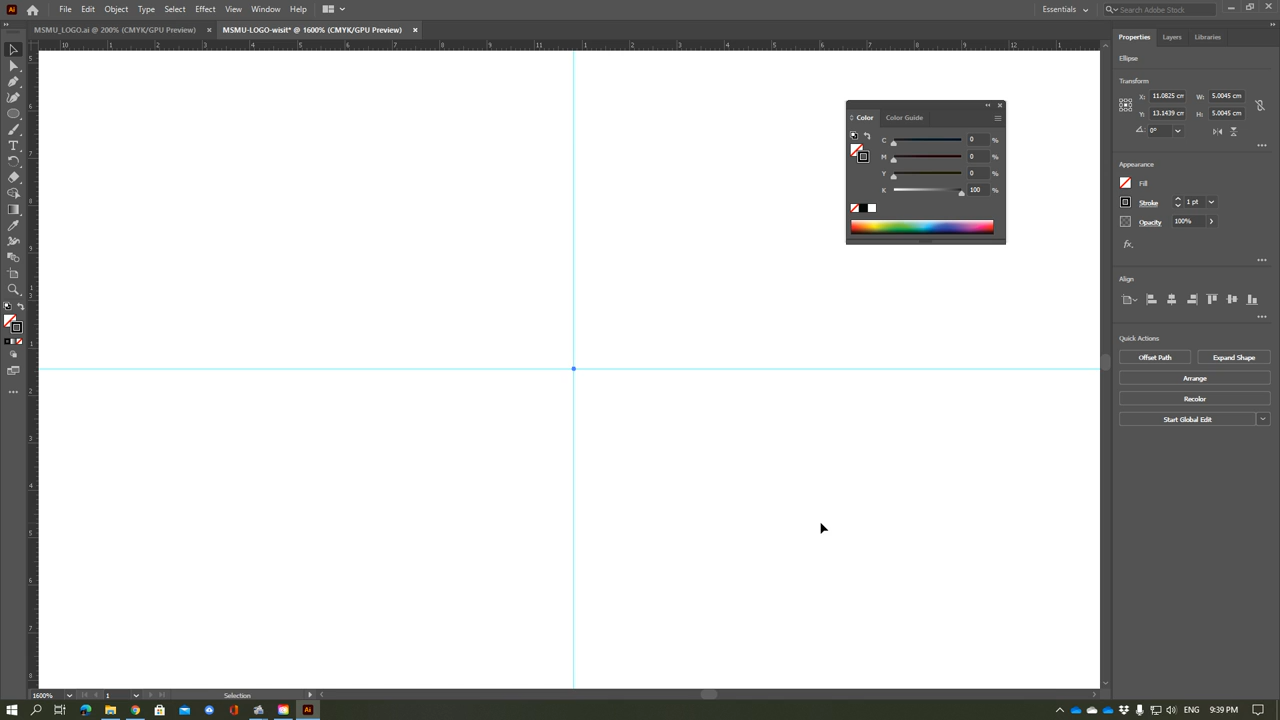 File Edit Object Type Select Effect View Window Help
Essentials
Search Adobe Stock
MSMU_LOGO.ai @ 200% (CMYK/GPU Preview) × MSMU-LOGO-wisit* @ 1600% (CMYK/GPU Preview) ×
Properties Layers Libraries
Ellipse
Transform
X: 11.0825 cm W: 5.0045 cm
Y: 13.1439 cm H: 5.0045 cm
0°
Appearance
Fill
Stroke 1 pt
Opacity 100%
fx.
Align
Quick Actions
Offset Path Expand Shape
Arrange
Recolor
Start Global Edit
Color Color Guide
C 0 %
M 0 %
Y 0 %
K 100 %
1600% 1 Selection
ENG 9:39 PM